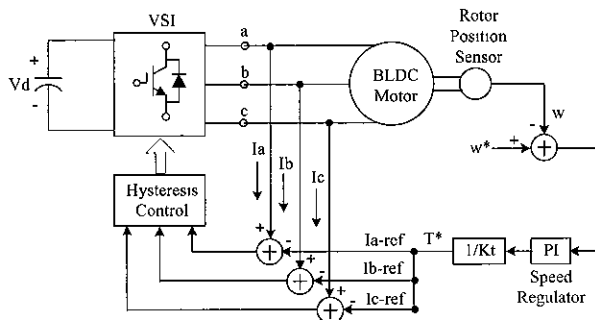 VSI
Rotor
Position
Sensor
a
+
Vd
-
b
BLDC
Motor
c
w
-
w* + +
Ia
Ib
Ic
Hysteresis
Control
+
+ - Ia-ref T* 1/Kt PI
+
+ - Ib-ref
Speed
Regulator
+
+ - Ic-ref